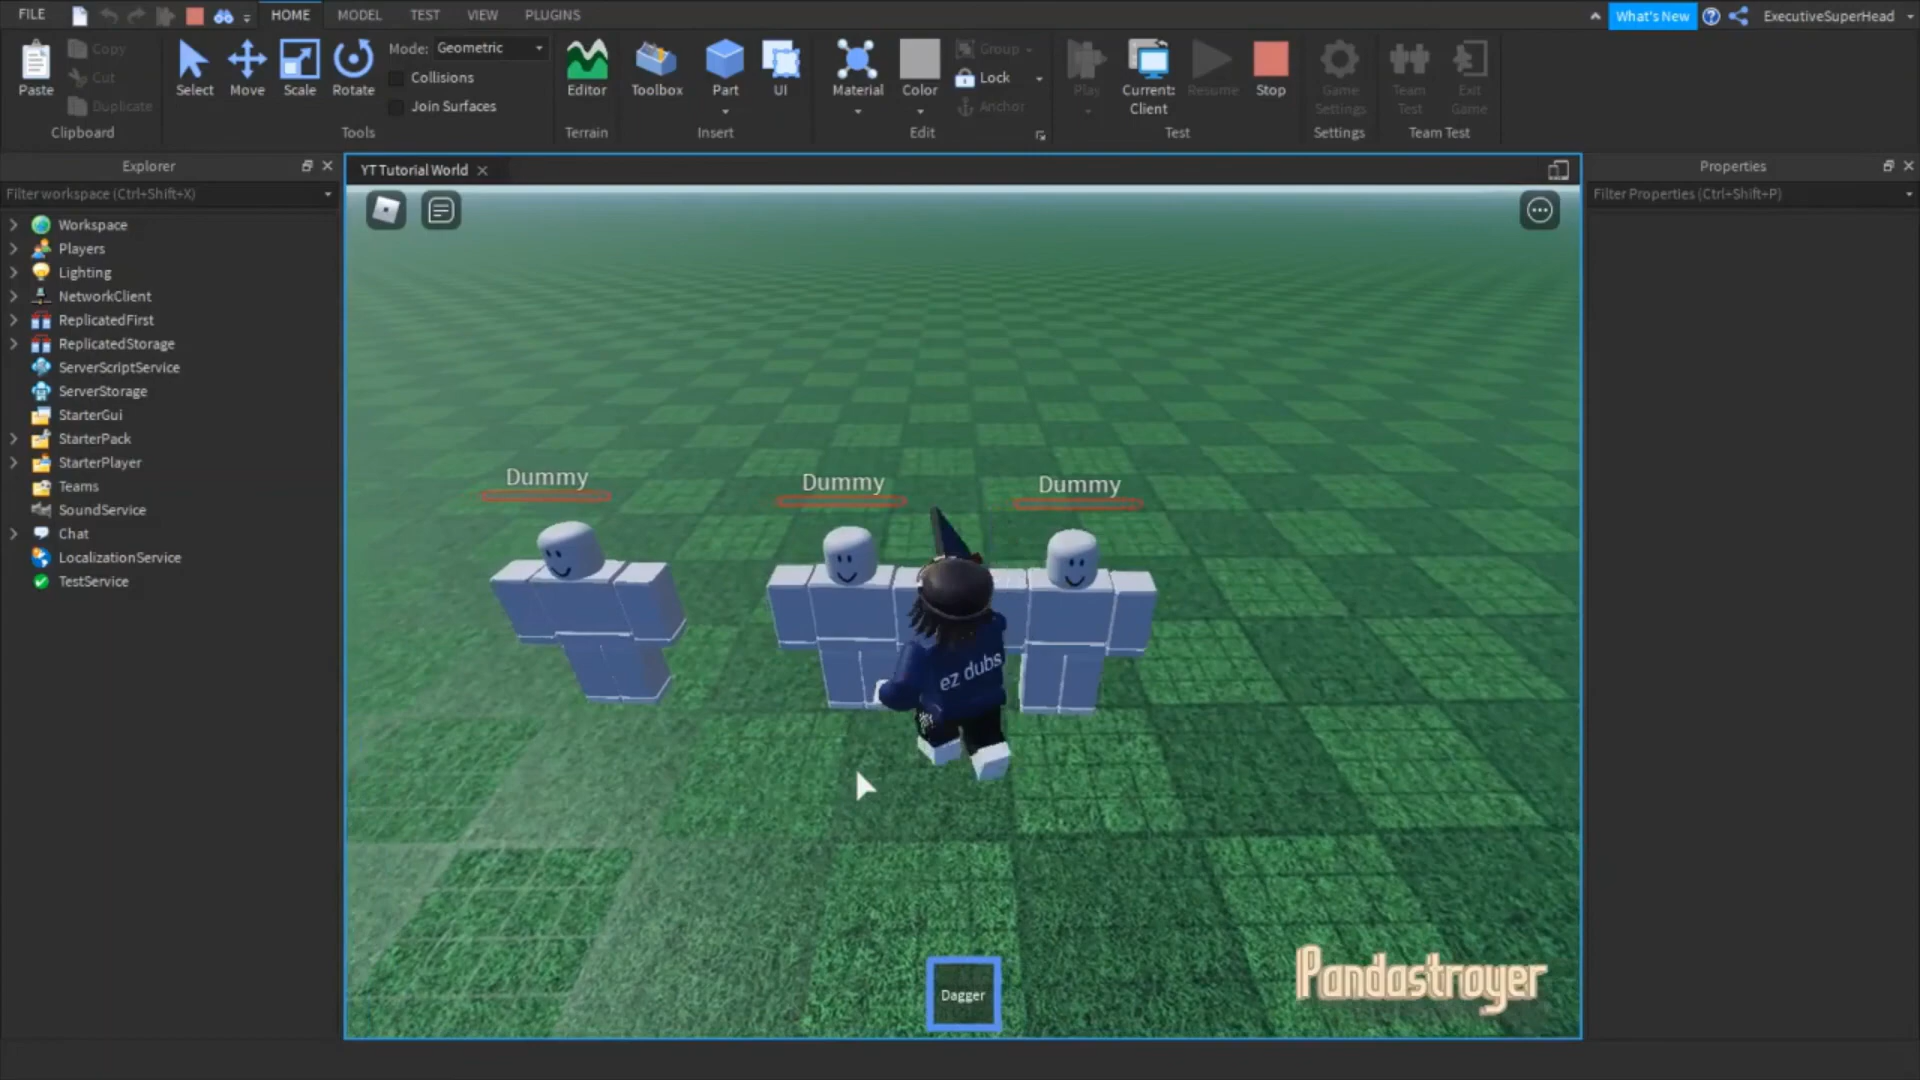 FILE HOME MODEL TEST VIEW PLUGINS What's New ExecutiveSuperHead
Paste Copy Cut Duplicate
Clipboard
Select Move Scale Rotate
Mode: Geometric
Collisions
Join Surfaces
Tools
Editor
Terrain
Toolbox Part UI
Insert
Material Color
Group
Lock
Anchor
Edit
Play Current: Client Resume Stop
Test
Game Settings
Settings
Team Test Exit Game
Team Test
Explorer
Filter workspace (Ctrl+Shift+X)
Workspace
Players
Lighting
NetworkClient
ReplicatedFirst
ReplicatedStorage
ServerScriptService
ServerStorage
StarterGui
StarterPack
StarterPlayer
Teams
SoundService
Chat
LocalizationService
TestService
YT Tutorial World
Dummy
Dummy
Dummy
ez dubs
Dagger
Pandastroyer
Properties
Filter Properties (Ctrl+Shift+P)